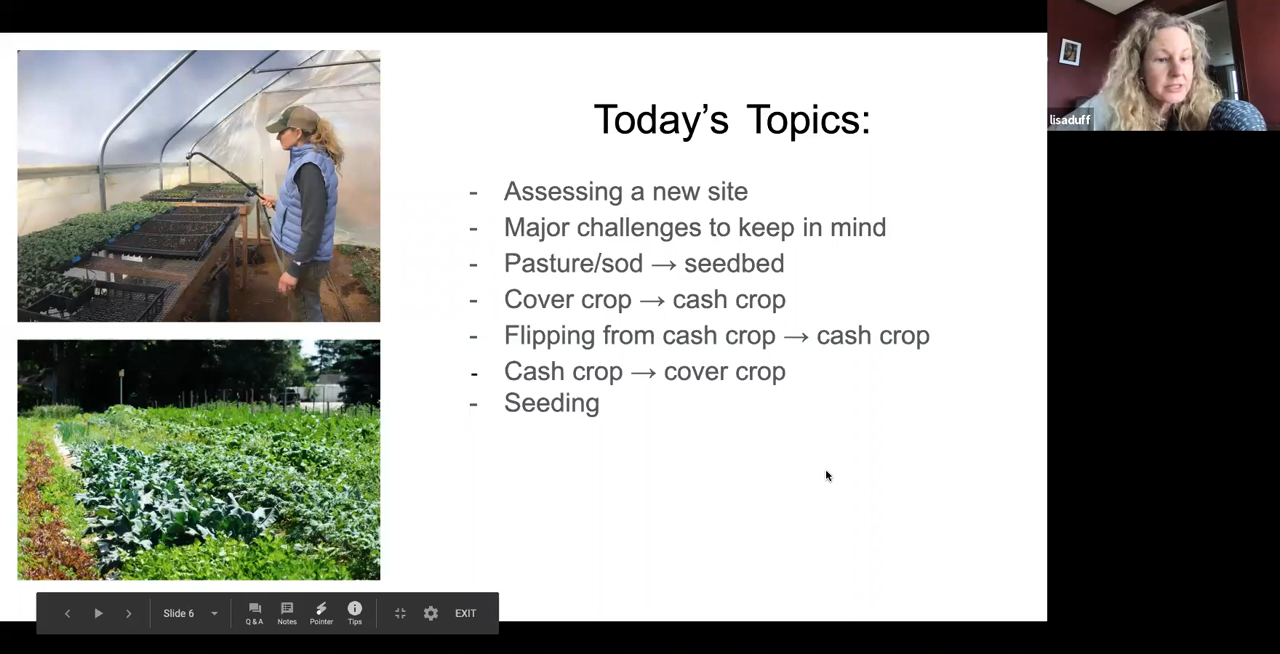 Today's Topics:
- Assessing a new site
- Major challenges to keep in mind
- Pasture/sod → seedbed
- Cover crop → cash crop
- Flipping from cash crop → cash crop
- Cash crop → cover crop
- Seeding
lisaduff
Slide 6
Q & A
Notes
Pointer
Tips
EXIT